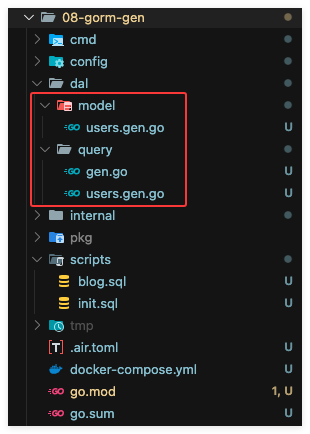 08-gorm-gen
cmd
config
dal
model
users.gen.go U
query
gen.go U
users.gen.go U
internal
pkg
scripts
blog.sql U
init.sql U
tmp
.air.toml U
docker-compose.yml U
go.mod 1, U
go.sum U